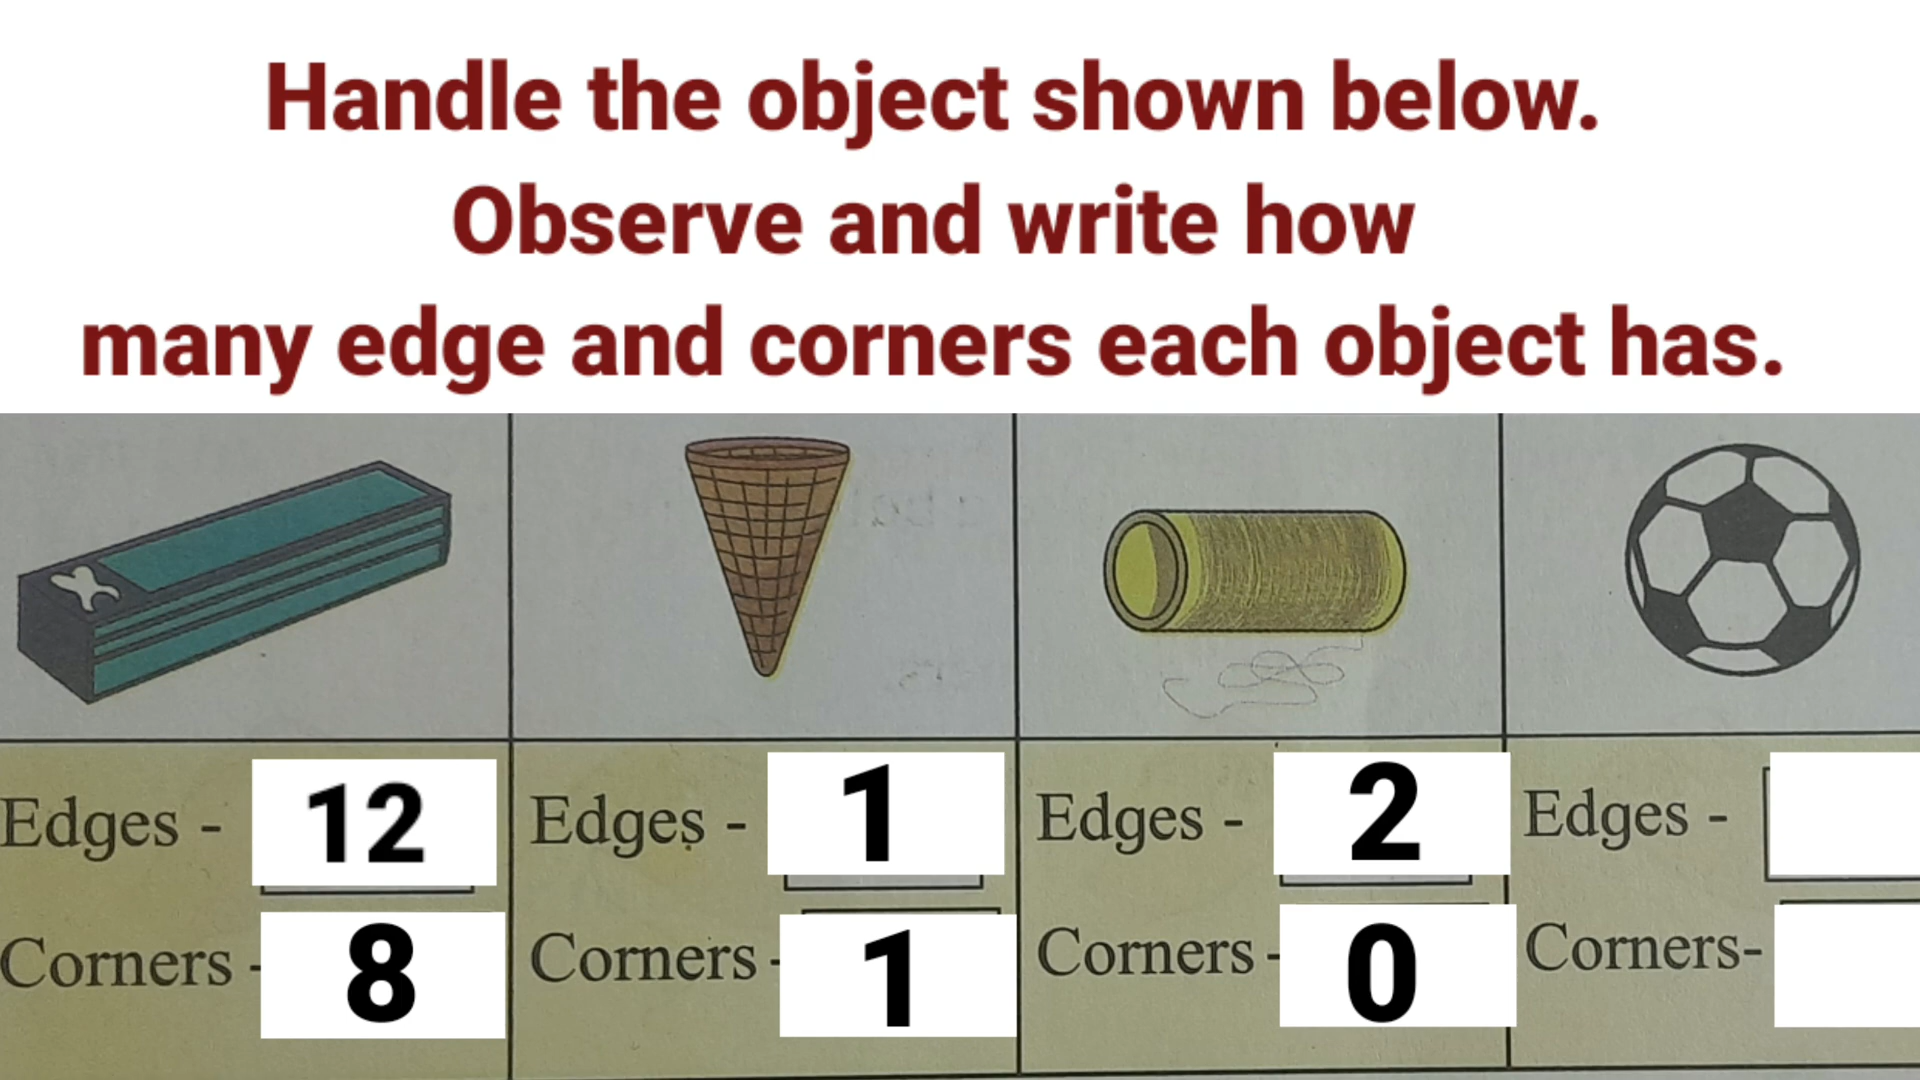 Handle the object shown below.
Observe and write how
many edge and corners each object has.
Edges - 12 Edges - 1 Edges - 2 Edges -
Corners - 8 Corners - 1 Corners - 0 Corners-